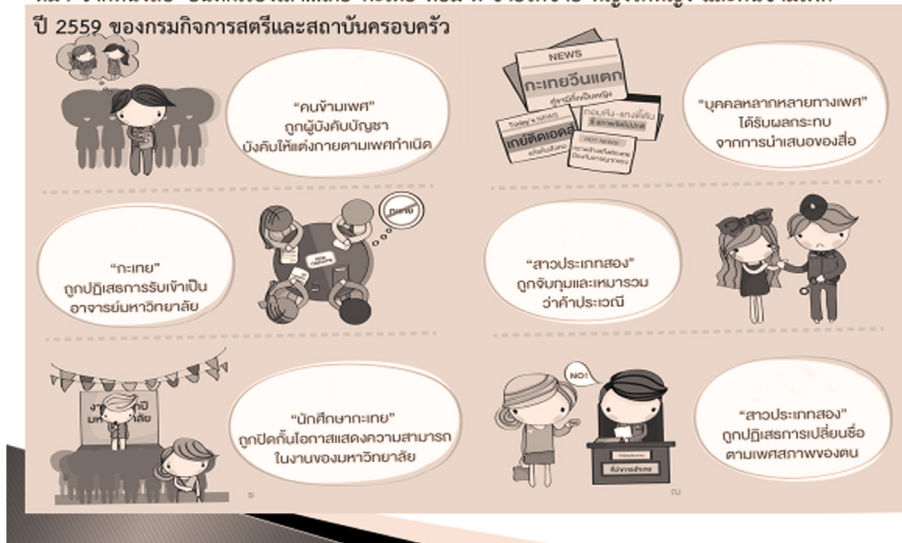 ปี 2559 ของกรมกิจการสตรีและสถาบันครอบครัว
"คนข้ามเพศ"
ถูกผู้บังคับบัญชา
บังคับให้แต่งกายตามเพศกำเนิด
NEWS
กะเทยวีนแตก
Today's NEWS
HOT NEWS
"บุคคลหลากหลายทางเพศ"
ได้รับผลกระทบ
จากการนำเสนอของสื่อ
"กะเทย"
ถูกปฏิเสธการรับเข้าเป็น
อาจารย์มหาวิทยาลัย
"สาวประเภทสอง"
ถูกจับกุมและเหมารวม
ว่าค้าประเวณี
"นักศึกษากะเทย"
ถูกปิดกั้นโอกาสแสดงความสามารถ
ในงานของมหาวิทยาลัย
NO!
ที่ว่าการอำเภอ
"สาวประเภทสอง"
ถูกปฏิเสธการเปลี่ยนชื่อ
ตามเพศสภาพของตน